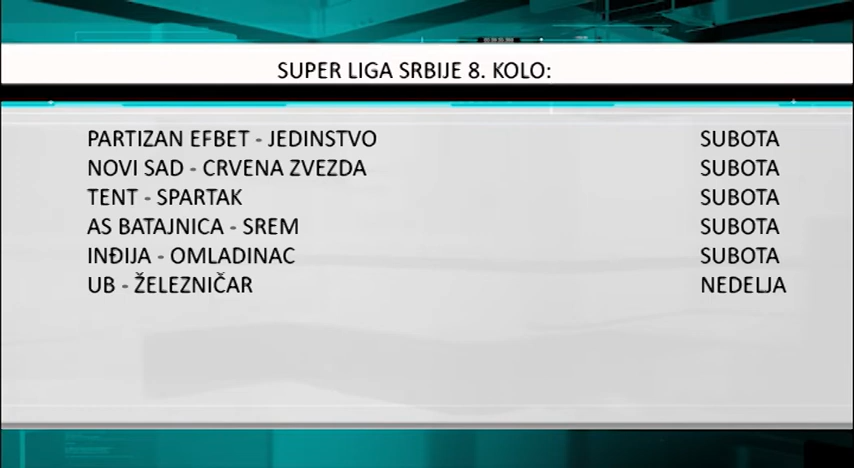 SUPER LIGA SRBIJE 8. KOLO:
PARTIZAN EFBET - JEDINSTVO SUBOTA
NOVI SAD - CRVENA ZVEZDA SUBOTA
TENT - SPARTAK SUBOTA
AS BATAJNICA - SREM SUBOTA
INĐIJA - OMLADINAC SUBOTA
UB - ŽELEZNIČAR NEDELJA